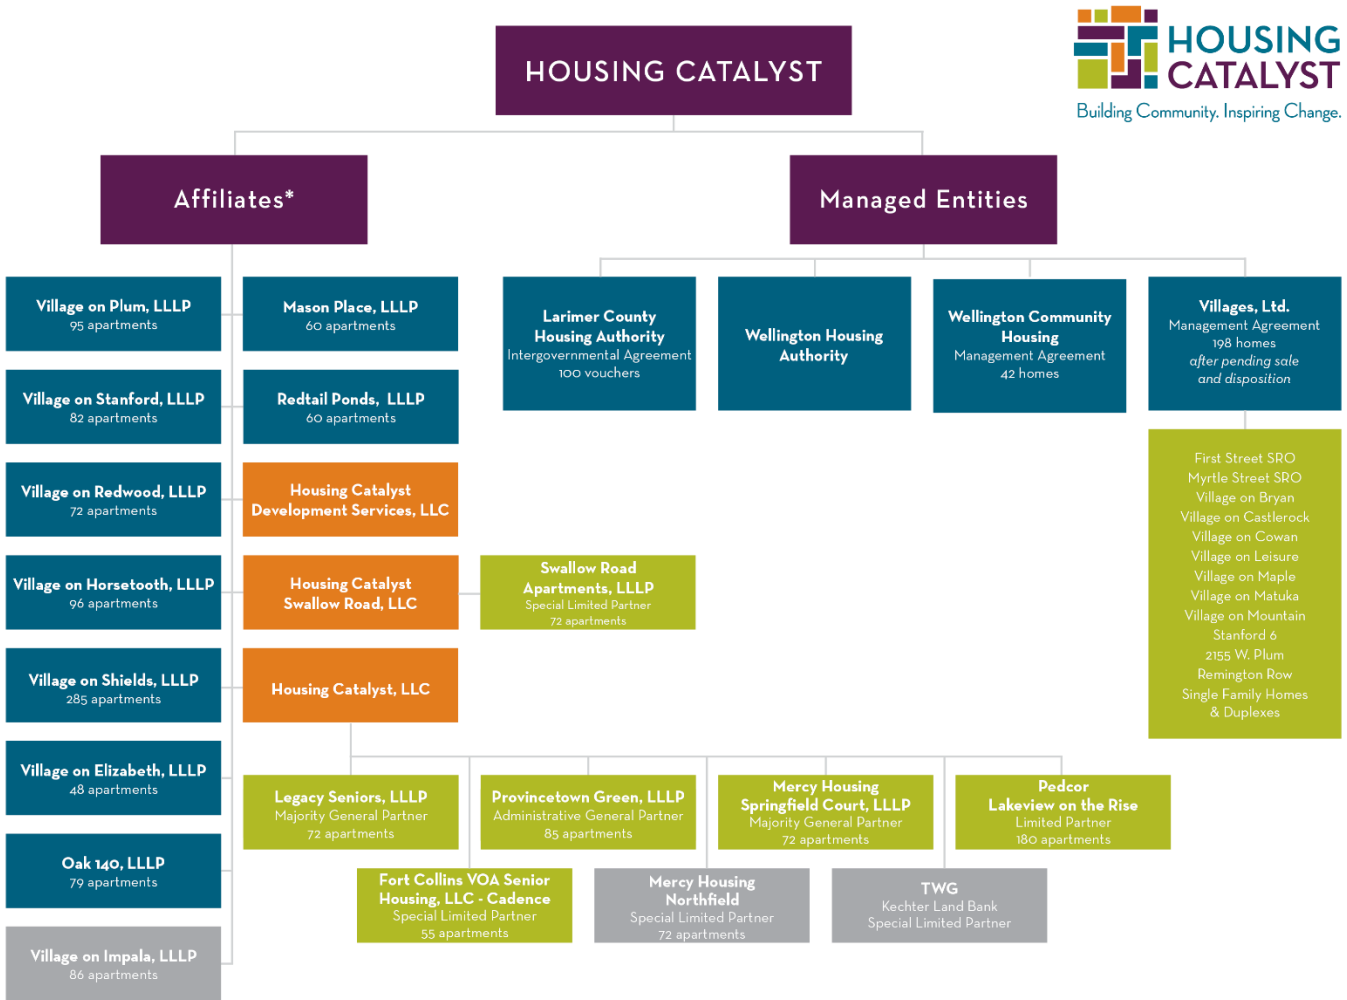 HOUSING CATALYST
HOUSING
CATALYST
Building Community. Inspiring Change.
Affiliates*
Managed Entities
Village on Plum, LLLP
95 apartments
Mason Place, LLLP
60 apartments
Village on Stanford, LLLP
82 apartments
Redtail Ponds, LLLP
60 apartments
Village on Redwood, LLLP
72 apartments
Housing Catalyst
Development Services, LLC
Village on Horsetooth, LLLP
96 apartments
Housing Catalyst
Swallow Road, LLC
Swallow Road
Apartments, LLLP
Special Limited Partner
72 apartments
Village on Shields, LLLP
285 apartments
Housing Catalyst, LLC
Village on Elizabeth, LLLP
48 apartments
Oak 140, LLLP
79 apartments
Village on Impala, LLLP
86 apartments
Legacy Seniors, LLLP
Majority General Partner
72 apartments
Provincetown Green, LLLP
Administrative General Partner
85 apartments
Mercy Housing
Springfield Court, LLLP
Majority General Partner
72 apartments
Pedcor
Lakeview on the Rise
Limited Partner
180 apartments
Fort Collins VOA Senior
Housing, LLC - Cadence
Special Limited Partner
55 apartments
Mercy Housing
Northfield
Special Limited Partner
72 apartments
TWG
Kechter Land Bank
Special Limited Partner
Larimer County
Housing Authority
Intergovernmental Agreement
100 vouchers
Wellington Housing
Authority
Wellington Community
Housing
Management Agreement
42 homes
Villages, Ltd.
Management Agreement
198 homes
after pending sale
and disposition
First Street SRO
Myrtle Street SRO
Village on Bryan
Village on Castlerock
Village on Cowan
Village on Leisure
Village on Maple
Village on Matuka
Village on Mountain
Stanford 6
2155 W. Plum
Remington Row
Single Family Homes
& Duplexes